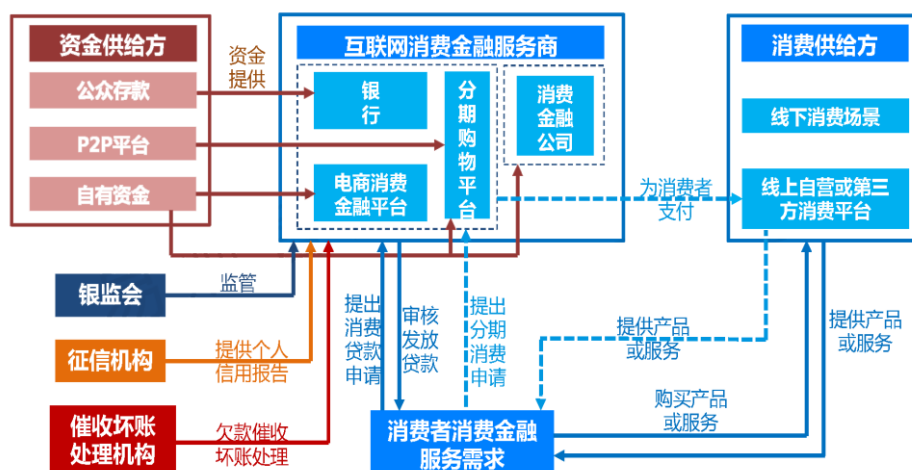 资金供给方
公众存款
P2P平台
自有资金
资金
提供
互联网消费金融服务商
银
行
电商消费
金融平台
分
期
购
物
平
台
消费
金融
公司
为消费者
支付
消费供给方
线下消费场景
线上自营或第三
方消费平台
银监会
监管
征信机构
提供个人
信用报告
催收坏账
处理机构
欠款催收
坏账处理
提出
消费
贷款
申请
审核
发放
贷款
提出
分期
消费
申请
提供产品
或服务
提供产品
或服务
购买产品
或服务
消费者消费金融
服务需求